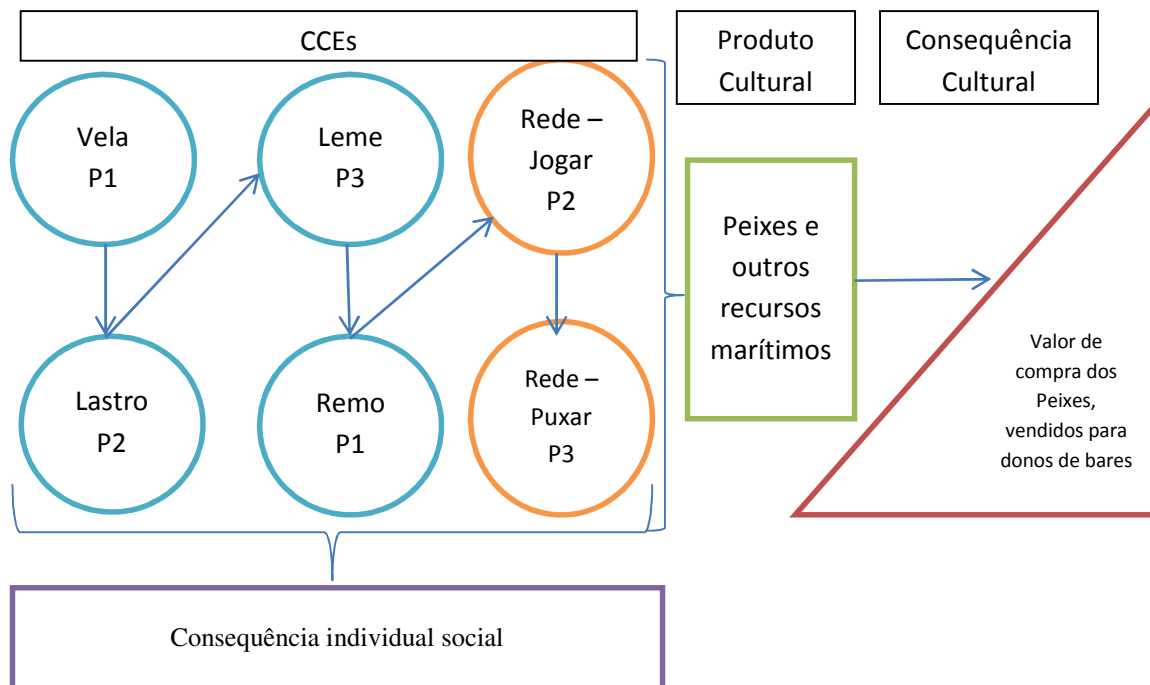 CCEs
Produto
Cultural
Consequência
Cultural
Vela
P1
Leme
P3
Rede –
Jogar
P2
Lastro
P2
Remo
P1
Rede –
Puxar
P3
Peixes e
outros
recursos
marítimos
Valor de
compra dos
Peixes,
vendidos para
donos de bares
Consequência individual social